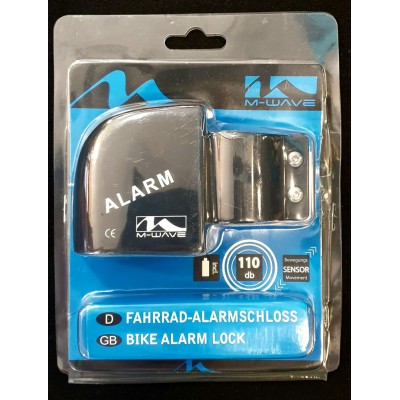 M-WAVE
ALARM
M-WAVE
CE
incl.
110
db
Bewegungs
SENSOR
Movement
D FAHRRAD-ALARMSCHLOSS
GB BIKE ALARM LOCK